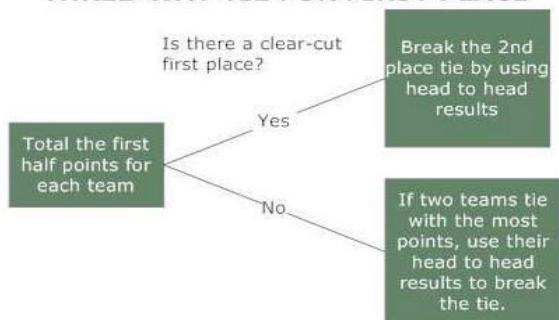 Is there a clear-cut
first place?
Break the 2nd
place tie by using
head to head
results
Yes
Total the first
half points for
each team
No
If two teams tie
with the most
points, use their
head to head
results to break
the tie.